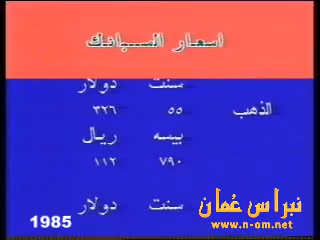 اسعار السبائك
سنت دولار
الذهب ٥٥ ٣٢٦
بيسه ريال
٧٩٠ ١١٢
سنت دولار
نبراس عُمان
www.n-om.net
1985